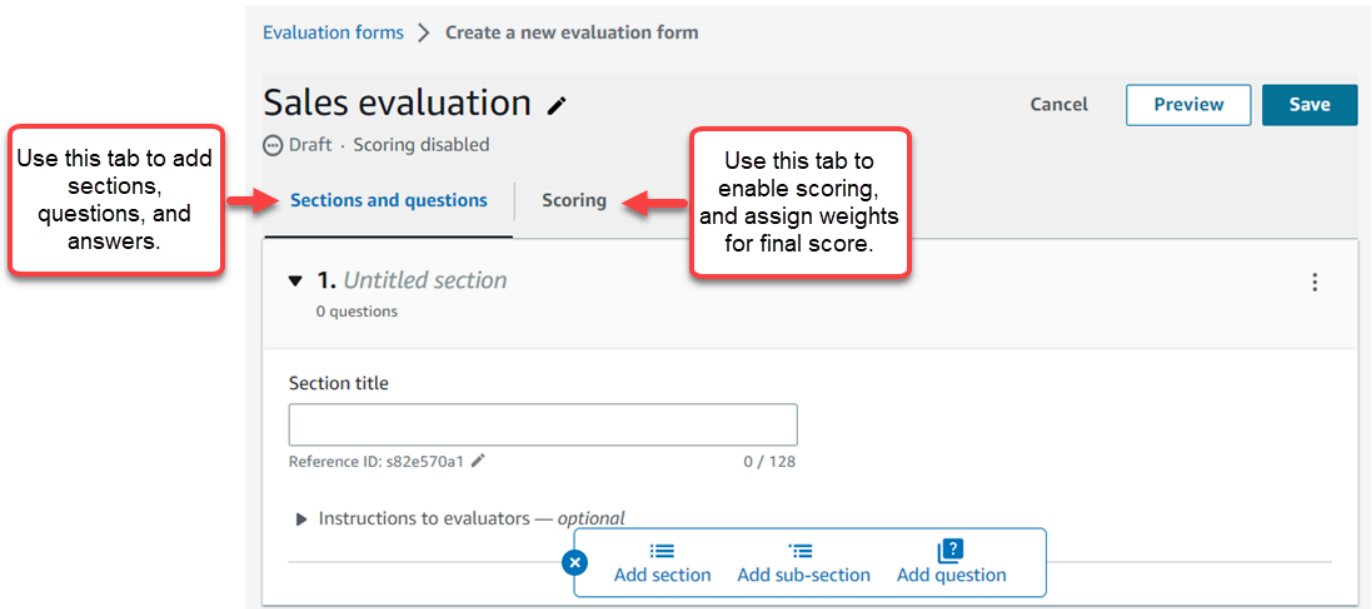 Evaluation forms > Create a new evaluation form
Sales evaluation
Cancel
Preview
Save
Draft · Scoring disabled
Use this tab to add
sections,
questions, and
answers.
Sections and questions
Scoring
Use this tab to
enable scoring,
and assign weights
for final score.
1. Untitled section
0 questions
Section title
Reference ID: s82e570a1
0 / 128
Instructions to evaluators — optional
Add section
Add sub-section
Add question